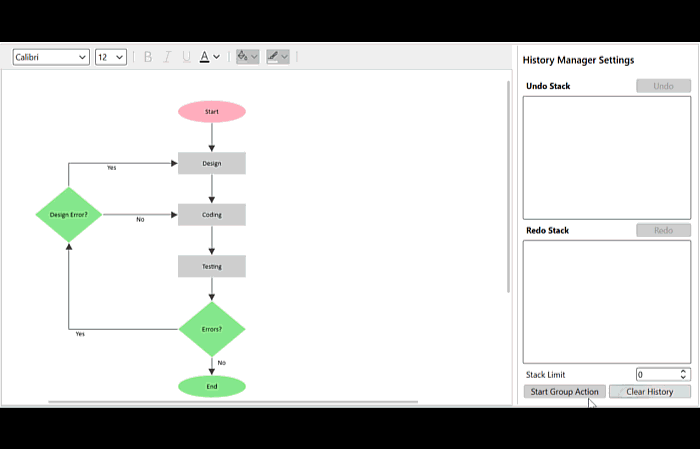 Calibri 12 B I U A
History Manager Settings
Undo Stack Undo
Start
Design
Yes
Design Error?
No
Coding
Redo Stack Redo
Testing
Errors?
Yes
No
End
Stack Limit 0
Start Group Action Clear History